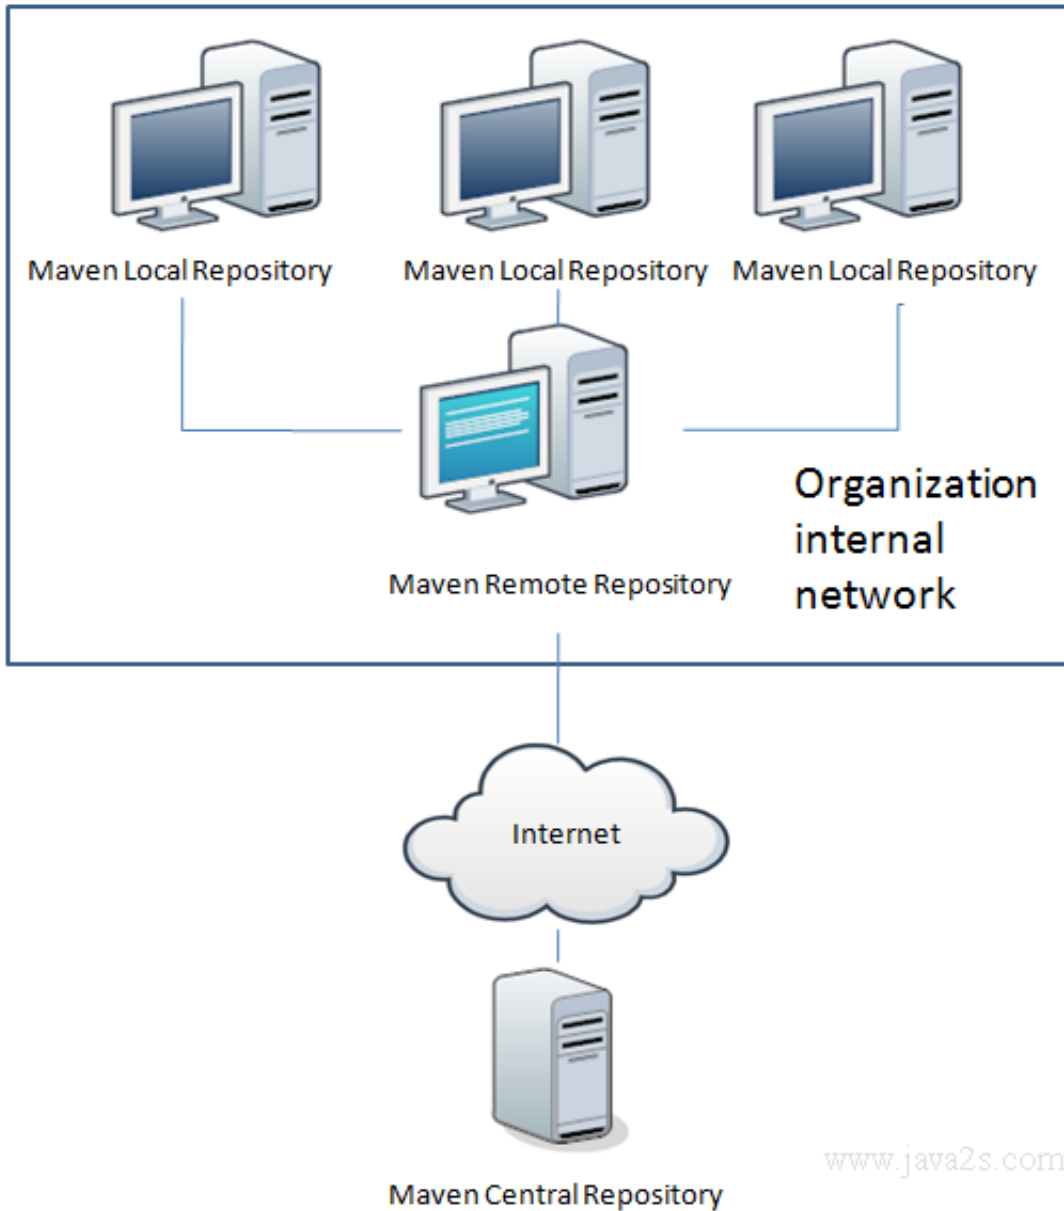 Maven Local Repository
Maven Local Repository
Maven Local Repository
Organization
internal
network
Maven Remote Repository
Internet
www.java2s.com
Maven Central Repository